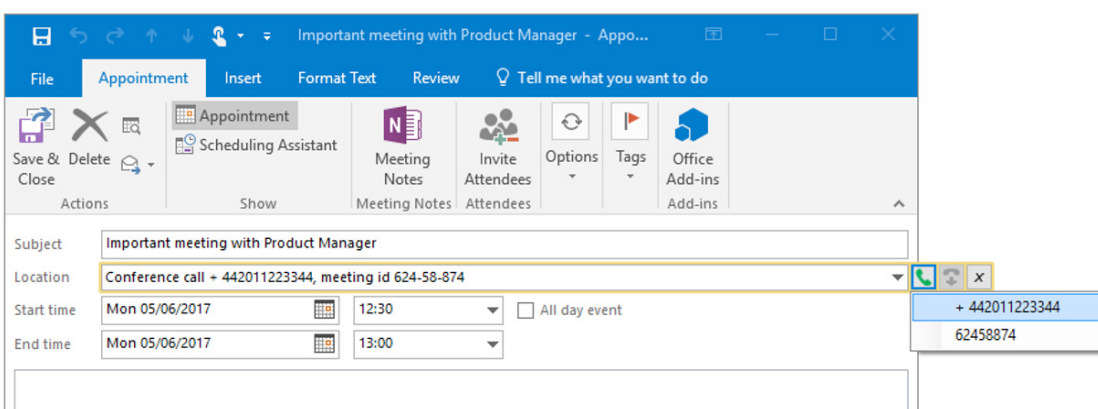 Important meeting with Product Manager - Appo...
File Appointment Insert Format Text Review Tell me what you want to do
Appointment
Scheduling Assistant
Save & Close
Delete
Meeting Notes
Invite Attendees
Options
Tags
Office Add-ins
Actions Show Meeting Notes Attendees Add-ins
Subject Important meeting with Product Manager
Location Conference call + 442011223344, meeting id 624-58-874 x
Start time Mon 05/06/2017 12:30 All day event
+ 442011223344
End time Mon 05/06/2017 13:00
62458874